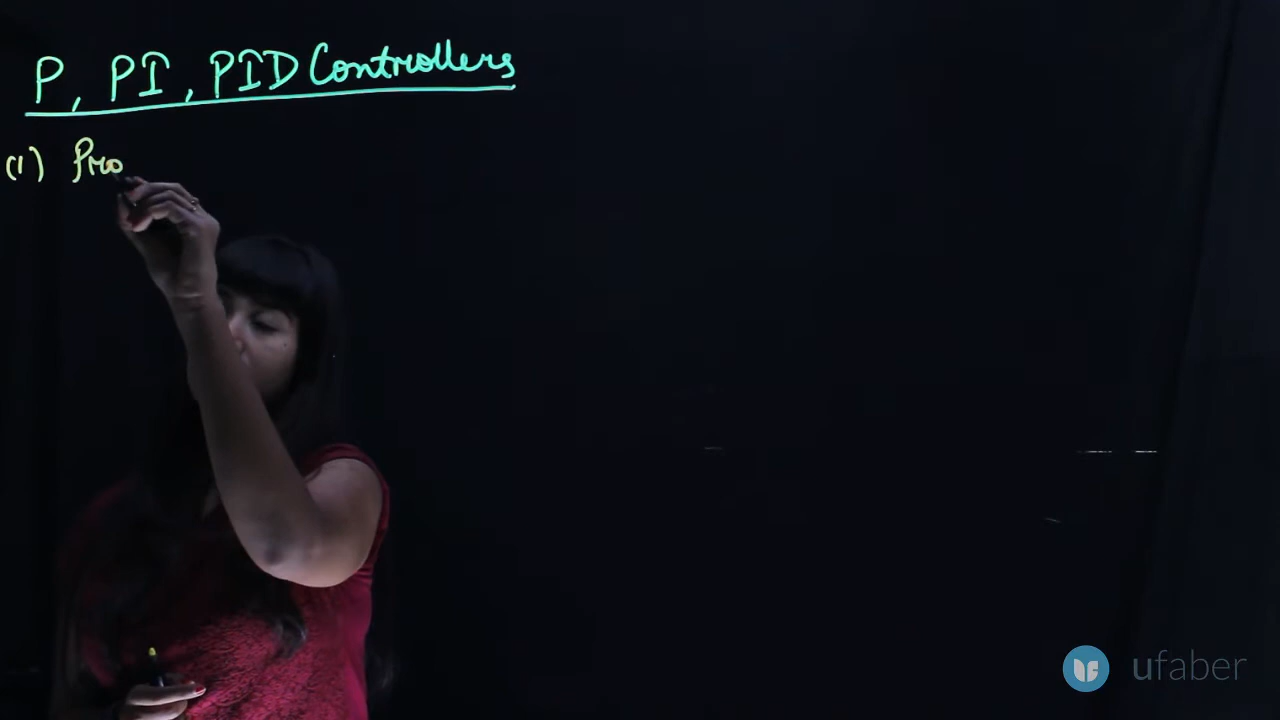 P, PI, PID Controllers
(1) Pro
ufaber